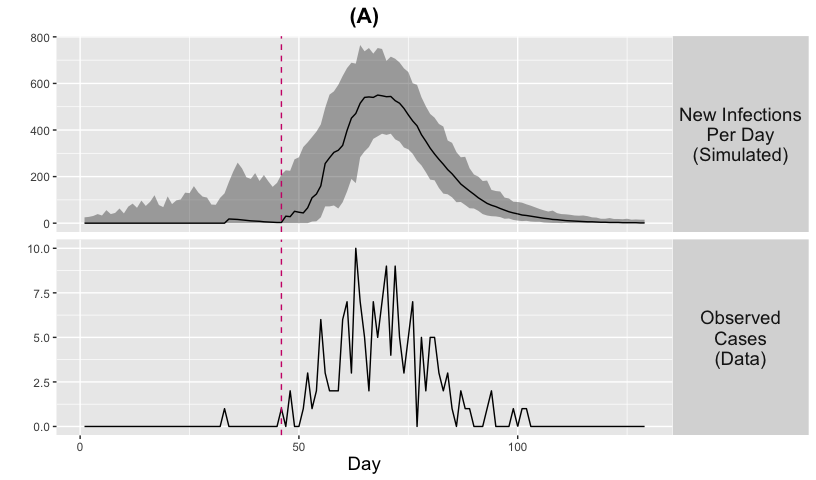 (A)
800
600
400
200
0
New Infections
Per Day
(Simulated)
10.0
7.5
5.0
2.5
0.0
Observed
Cases
(Data)
0
50
100
Day